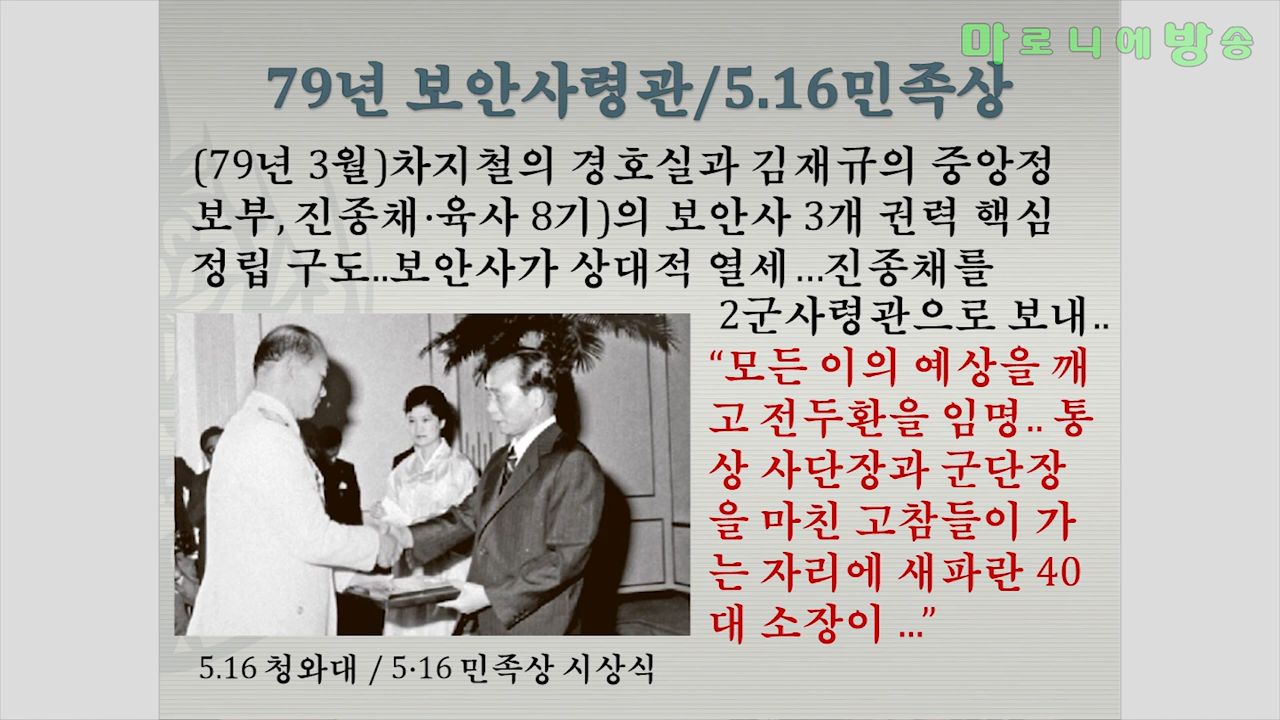 마로니에방송
79년 보안사령관/5.16민족상
(79년 3월)차지철의 경호실과 김재규의 중앙정
보부, 진종채·육사 8기)의 보안사 3개 권력 핵심
정립 구도..보안사가 상대적 열세...진종채를
2군사령관으로 보내..
“모든 이의 예상을 깨
고 전두환을 임명.. 통
상 사단장과 군단장
을 마친 고참들이 가
는 자리에 새파란 40
대 소장이 ...”
5.16 청와대 / 5·16 민족상 시상식